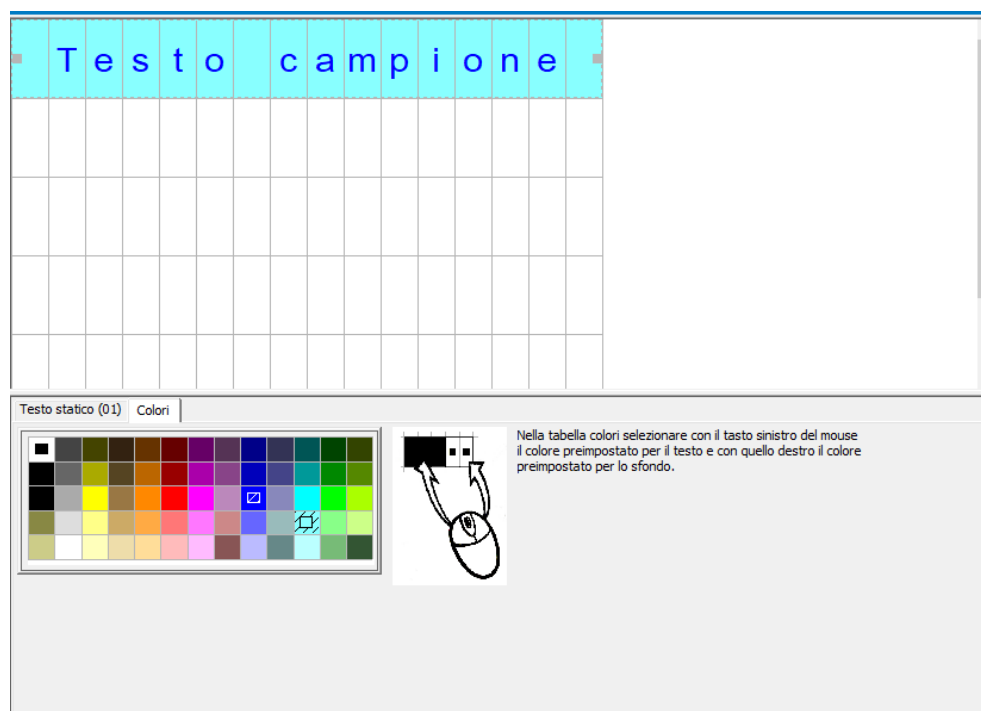 Testo campione
Testo statico (01) Colori
Nella tabella colori selezionare con il tasto sinistro del mouse
il colore preimpostato per il testo e con quello destro il colore
preimpostato per lo sfondo.